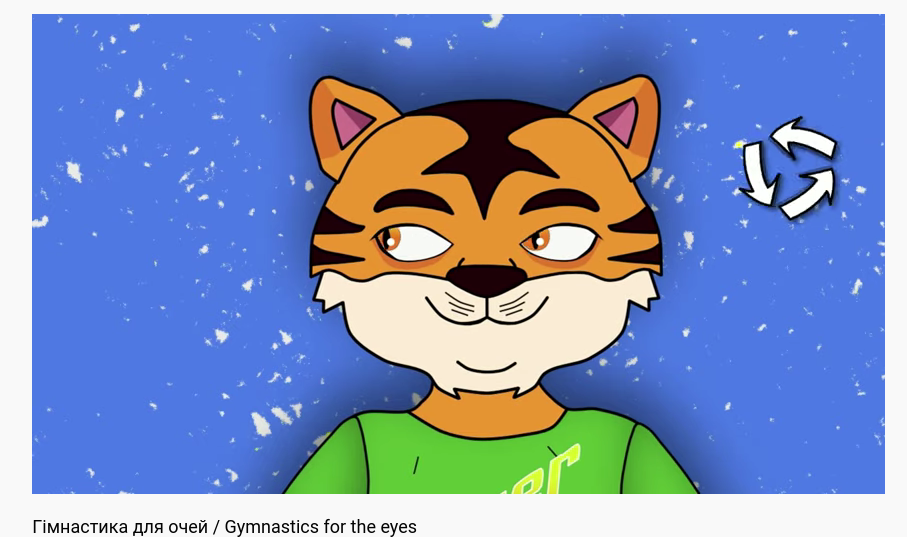 Гімнастика для очей / Gymnastics for the eyes